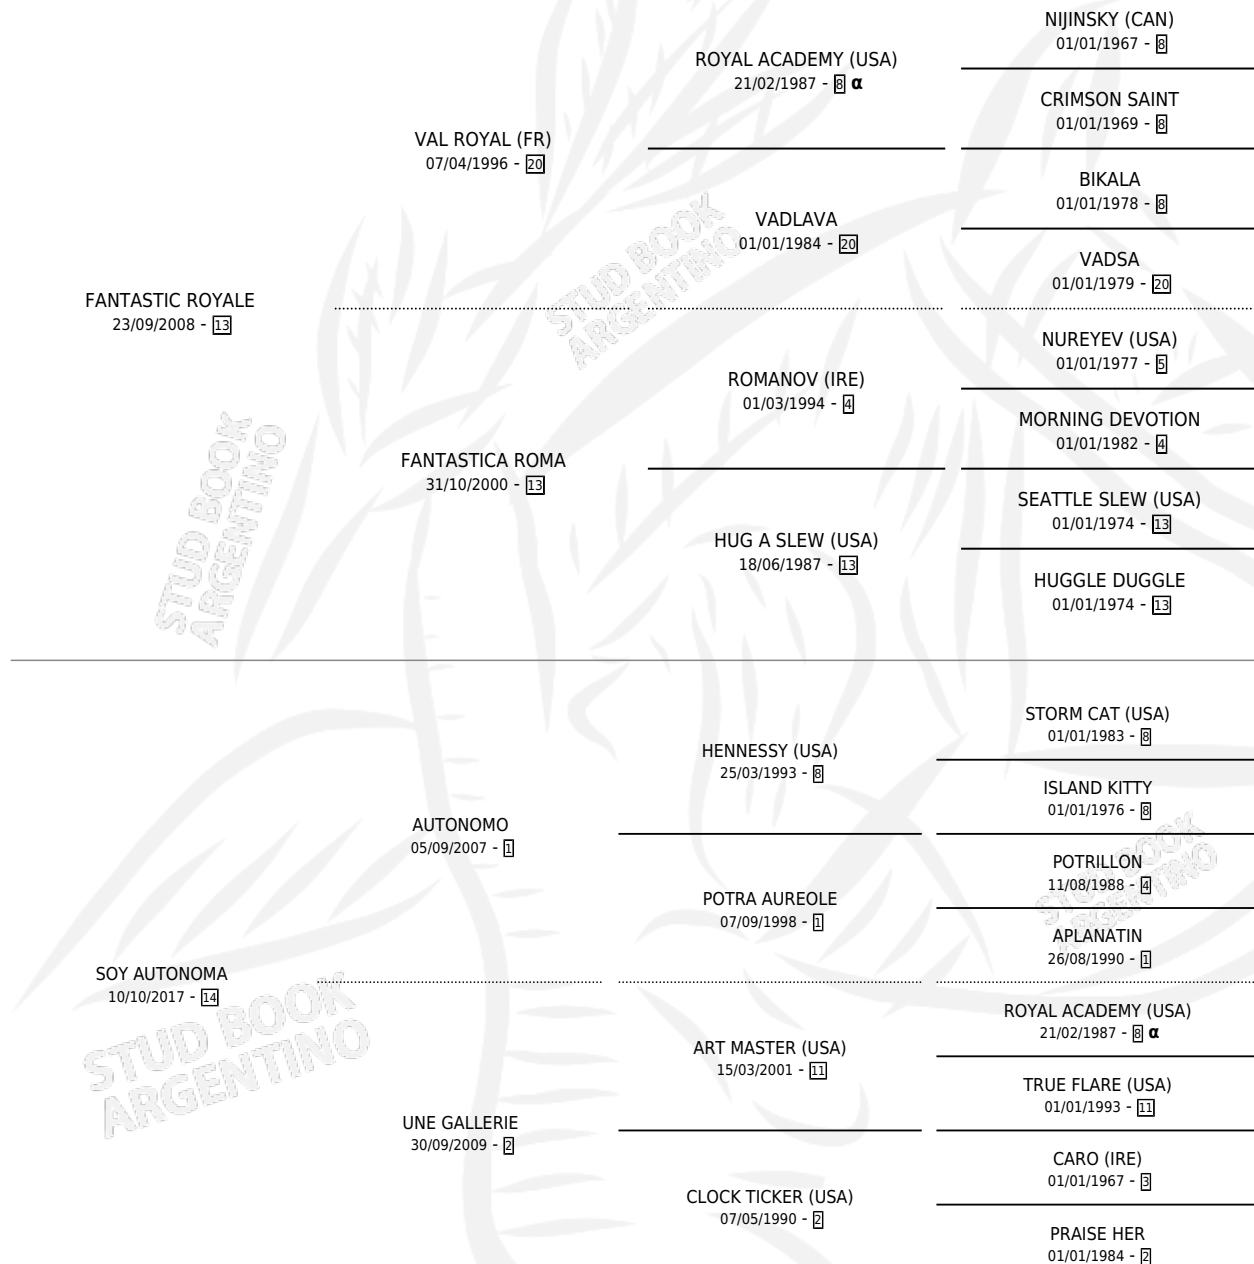 NIJINSKY (CAN)
01/01/1967 - 8
ROYAL ACADEMY (USA)
21/02/1987 - 8 α
CRIMSON SAINT
01/01/1969 - 8
VAL ROYAL (FR)
07/04/1996 - 20
BIKALA
01/01/1978 - 8
VADLAVA
01/01/1984 - 20
VADSA
01/01/1979 - 20
FANTASTIC ROYALE
23/09/2008 - 13
NUREYEV (USA)
01/01/1977 - 5
ROMANOV (IRE)
01/03/1994 - 4
MORNING DEVOTION
01/01/1982 - 4
FANTASTICA ROMA
31/10/2000 - 13
SEATTLE SLEW (USA)
01/01/1974 - 13
HUG A SLEW (USA)
18/06/1987 - 13
HUGGLE DUGGLE
01/01/1974 - 13
STORM CAT (USA)
01/01/1983 - 8
HENNESSY (USA)
25/03/1993 - 8
ISLAND KITTY
01/01/1976 - 8
AUTONOMO
05/09/2007 - 1
POTRILLON
11/08/1988 - 4
POTRA AUREOLE
07/09/1998 - 1
APLANATIN
26/08/1990 - 1
SOY AUTONOMA
10/10/2017 - 14
ROYAL ACADEMY (USA)
21/02/1987 - 8 α
ART MASTER (USA)
15/03/2001 - 11
TRUE FLARE (USA)
01/01/1993 - 11
UNE GALLERIE
30/09/2009 - 2
CARO (IRE)
01/01/1967 - 3
CLOCK TICKER (USA)
07/05/1990 - 2
PRAISE HER
01/01/1984 - 2
STUD BOOK
ARGENTINO
STUD BOOK
ARGENTINO
STUD BOOK
ARGENTINO
STUD BOOK
ARGENTINO